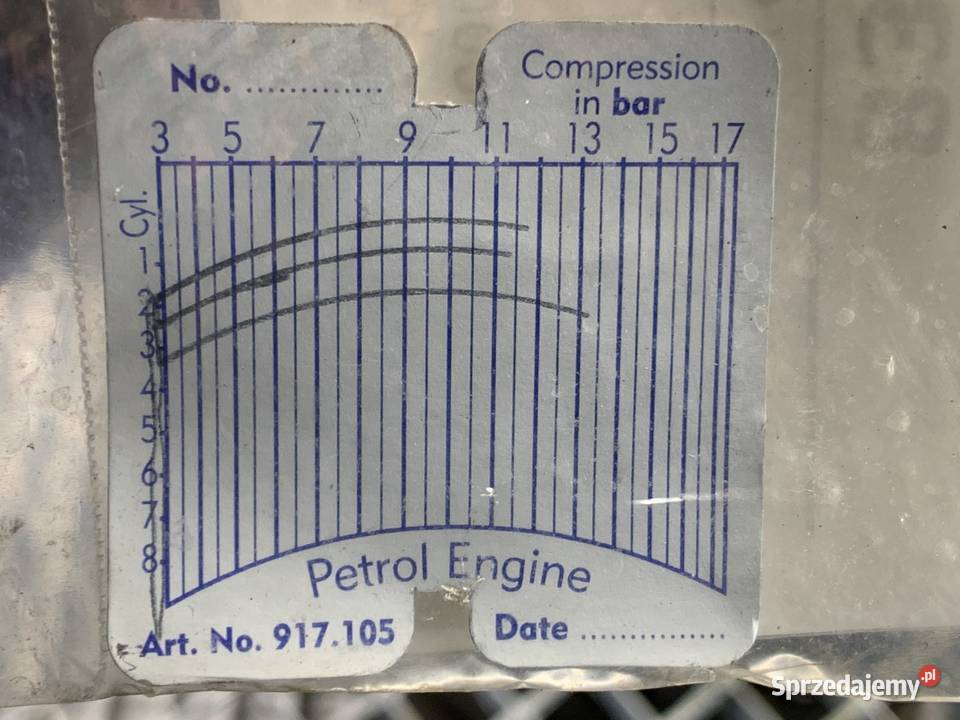 No. .............
Compression
in bar
3 5 7 9 11 13 15 17
Cyl.
1
2
3
4
5
6
7
8
Petrol Engine
Art. No. 917.105
Date ...............
Sprzedajemy.pl